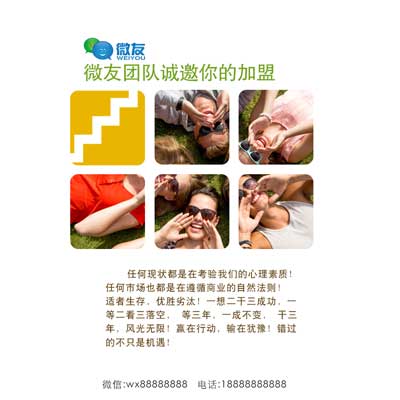 微友
WEIYOU
微友团队诚邀你的加盟
任何现状都是在考验我们的心理素质！
任何市场也都是在遵循商业的自然法则！
适者生存，优胜劣汰！一想二干三成功，一
等二看三落空， 一成不变， 等三年， 干三
年，风光无限！赢在行动，输在犹豫！错过
的不只是机遇！
微信:wx88888888 电话:18888888888